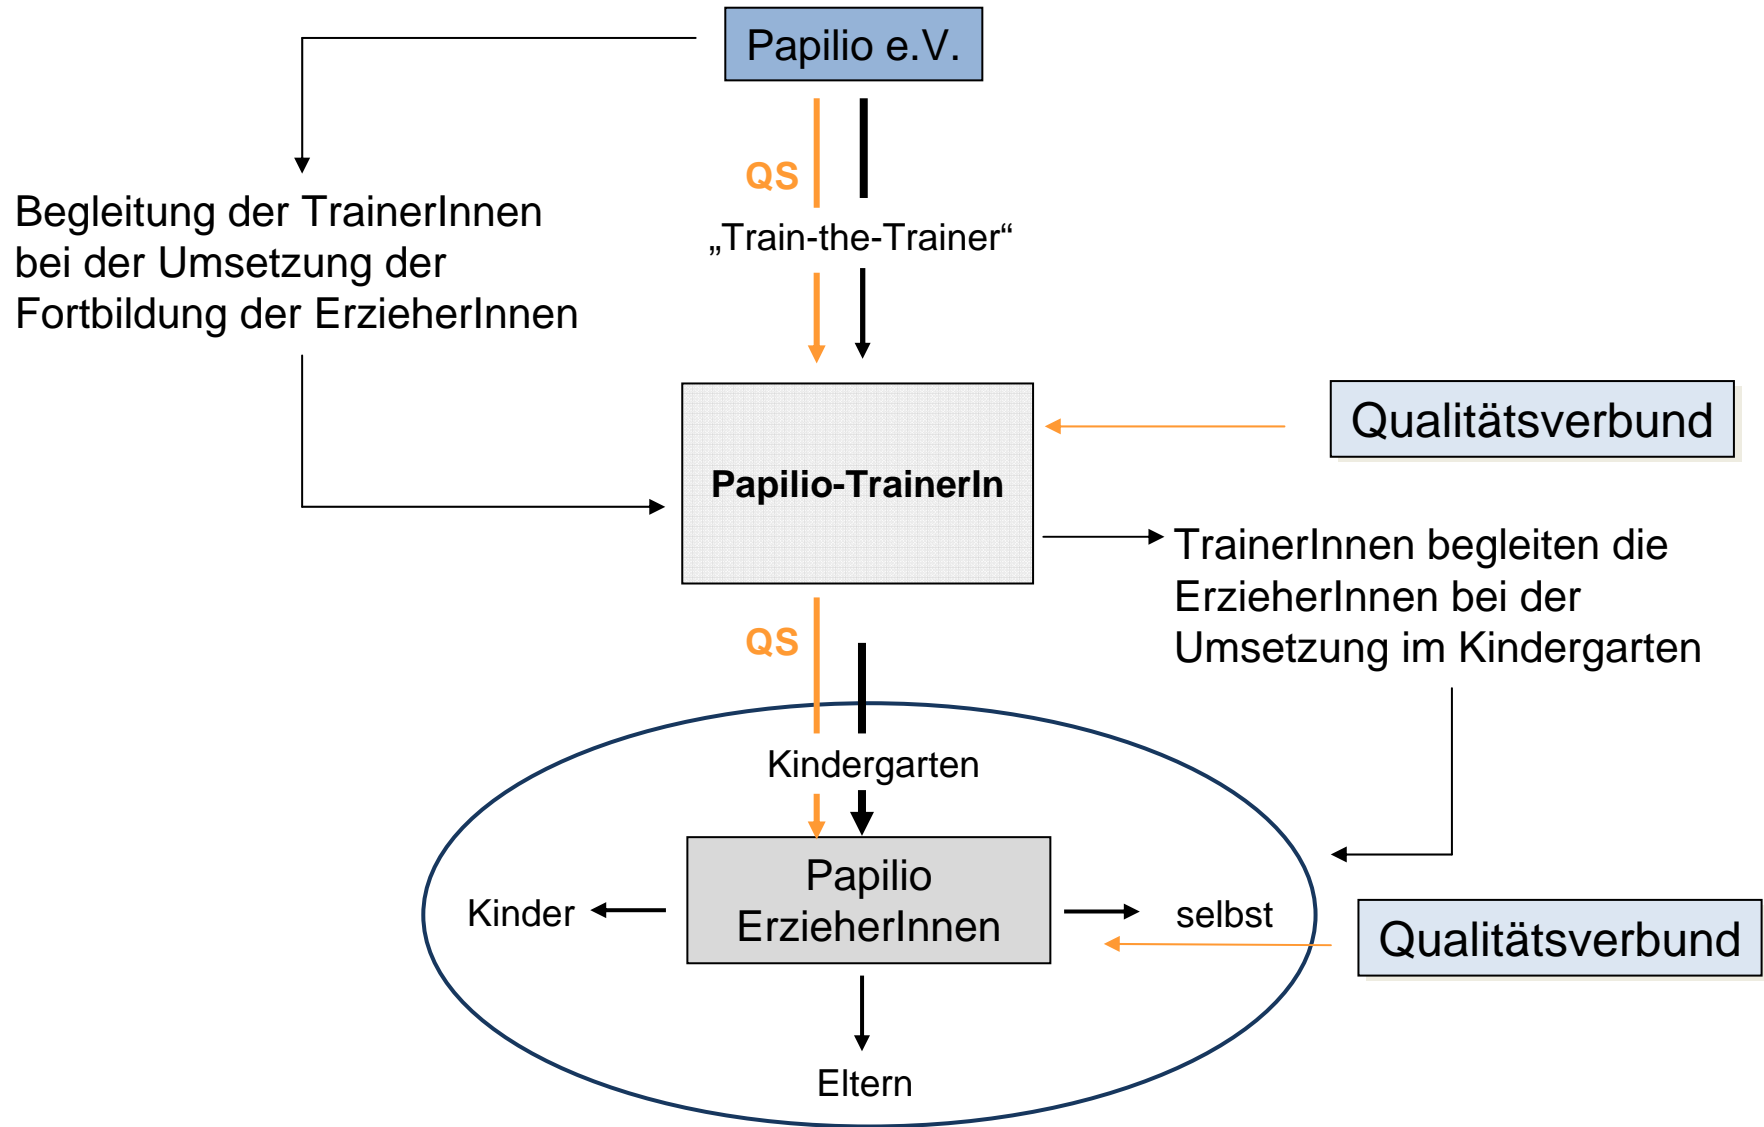 Papilio e.V.
QS
„Train-the-Trainer“
Begleitung der TrainerInnen
bei der Umsetzung der
Fortbildung der ErzieherInnen
Qualitätsverbund
Papilio-TrainerIn
TrainerInnen begleiten die
ErzieherInnen bei der
Umsetzung im Kindergarten
QS
Kindergarten
Papilio
ErzieherInnen
Kinder
selbst
Qualitätsverbund
Eltern